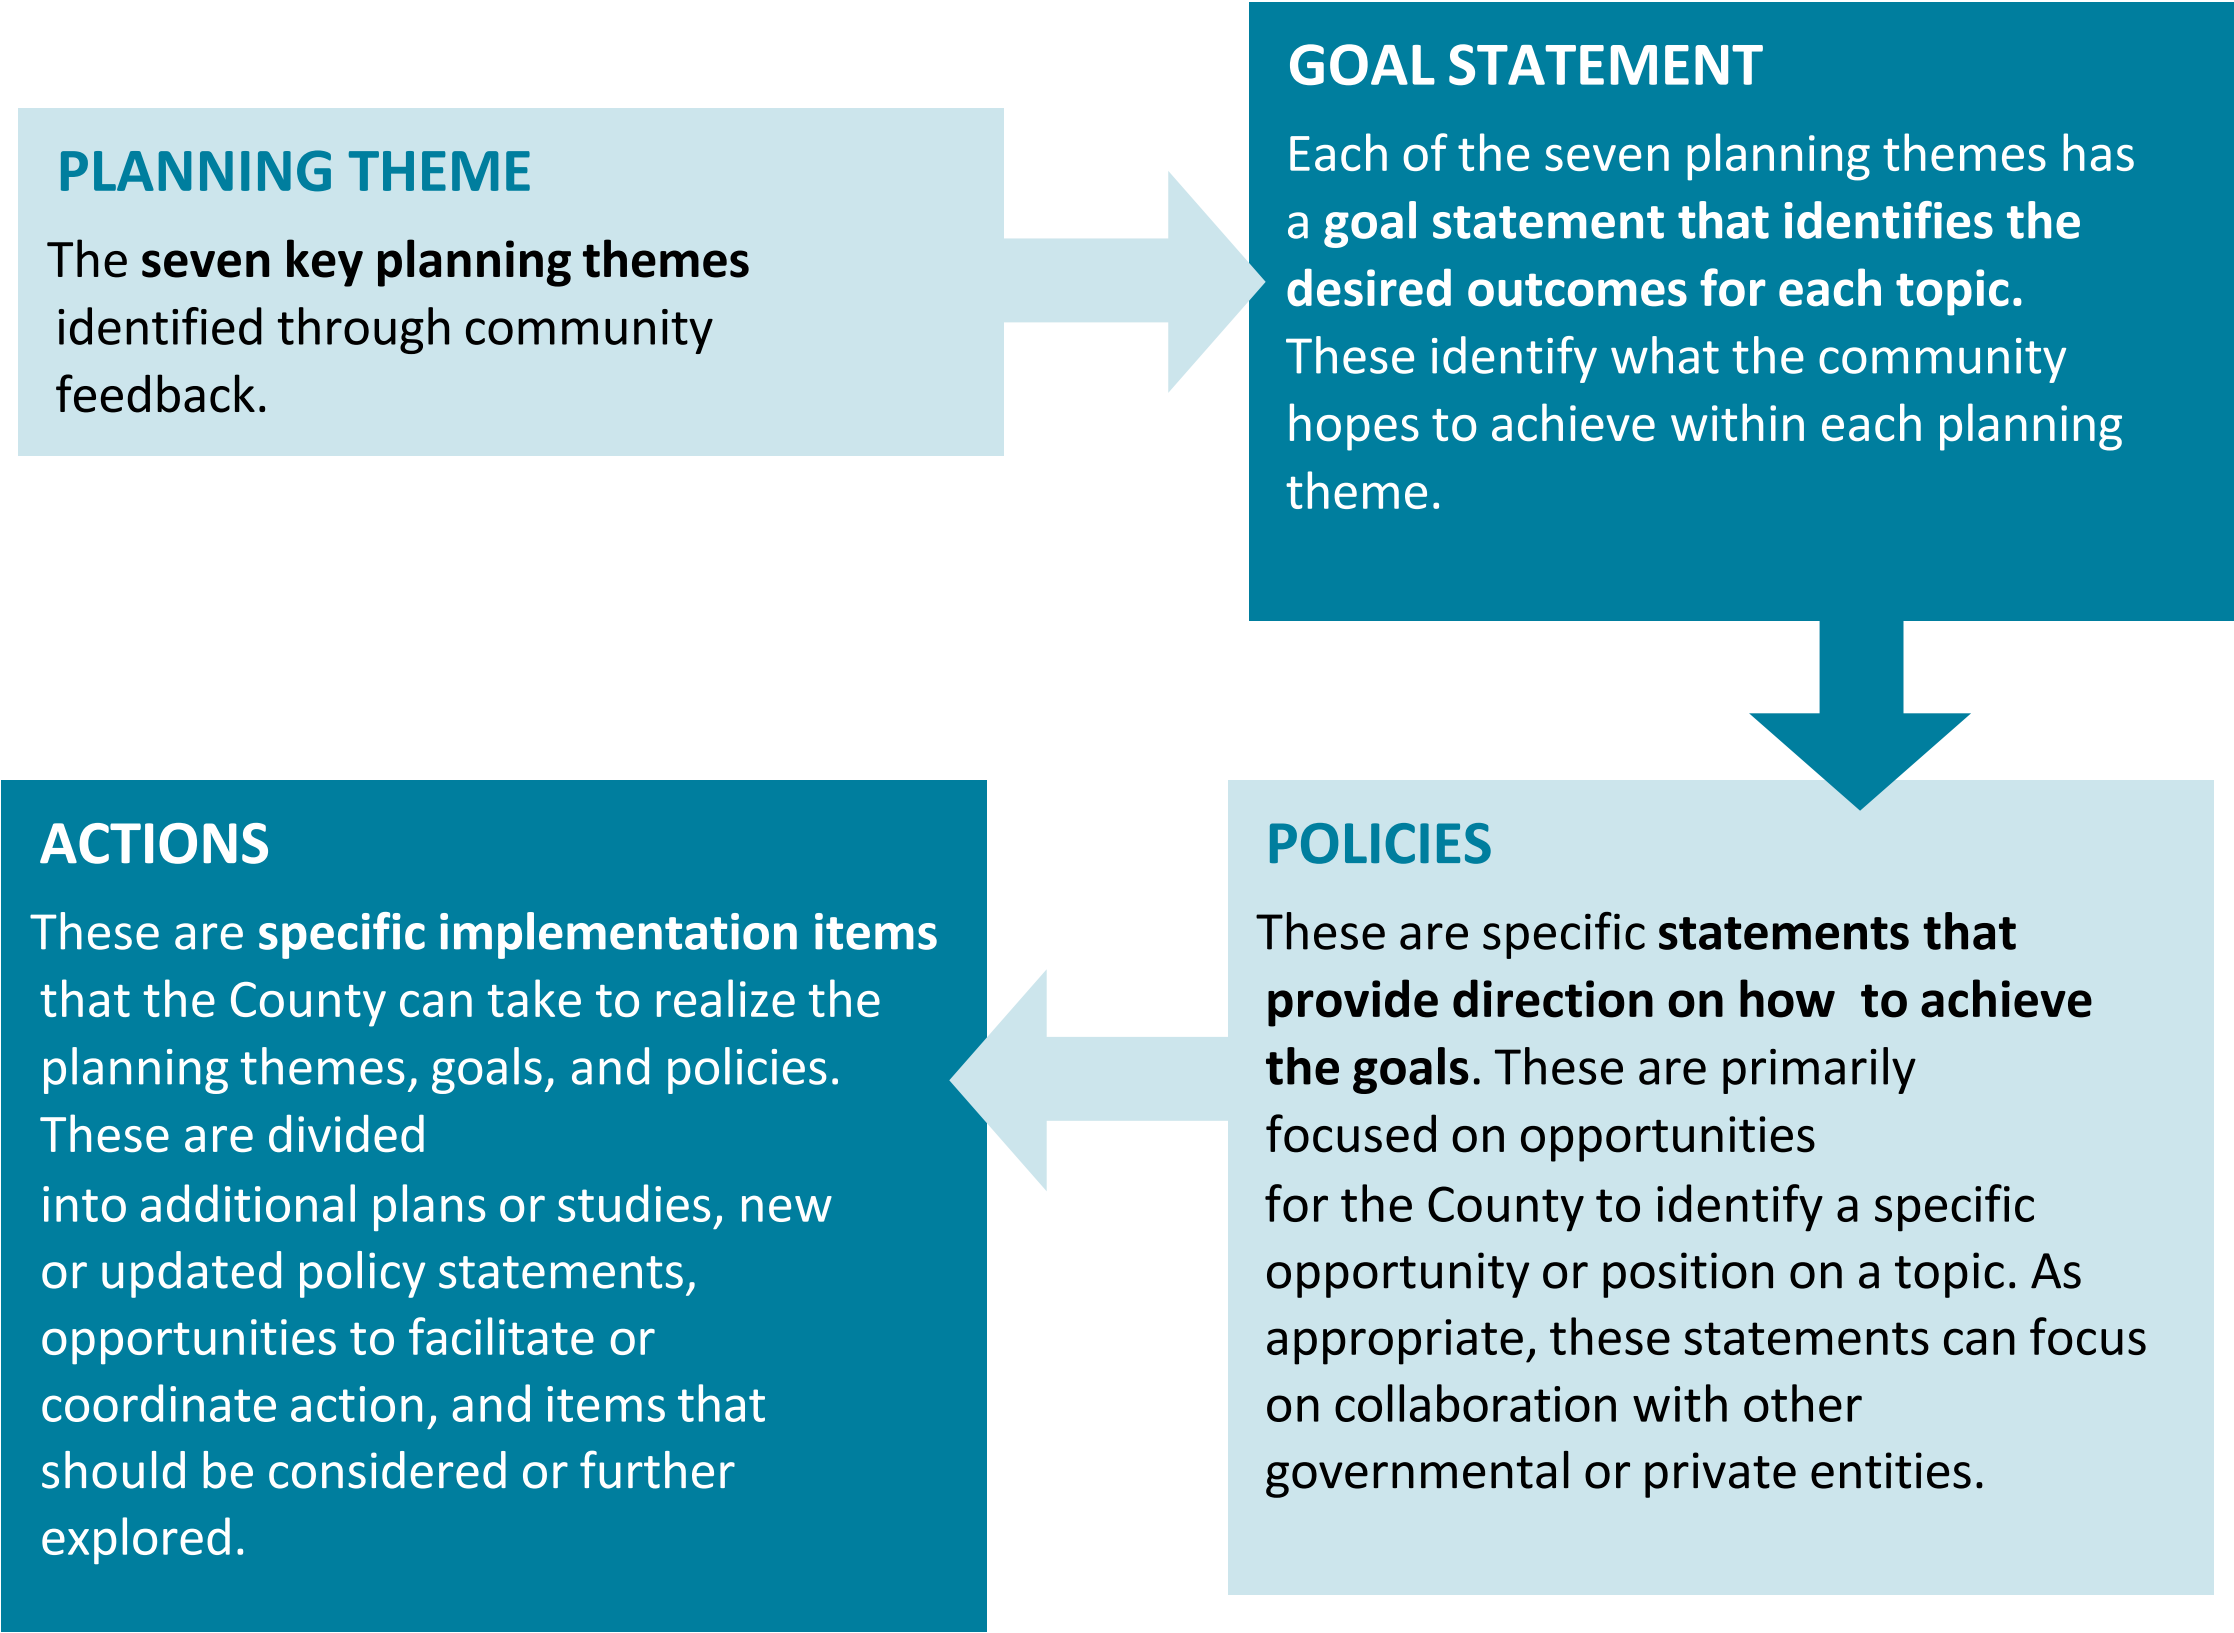 PLANNING THEME
The seven key planning themes
identified through community
feedback.
GOAL STATEMENT
Each of the seven planning themes has
a goal statement that identifies the
desired outcomes for each topic.
These identify what the community
hopes to achieve within each planning
theme.
POLICIES
These are specific statements that
provide direction on how  to achieve
the goals. These are primarily
focused on opportunities
for the County to identify a specific
opportunity or position on a topic. As
appropriate, these statements can focus
on collaboration with other
governmental or private entities.
ACTIONS
These are specific implementation items
that the County can take to realize the
planning themes, goals, and policies.
These are divided
into additional plans or studies, new
or updated policy statements,
opportunities to facilitate or
coordinate action, and items that
should be considered or further
explored.